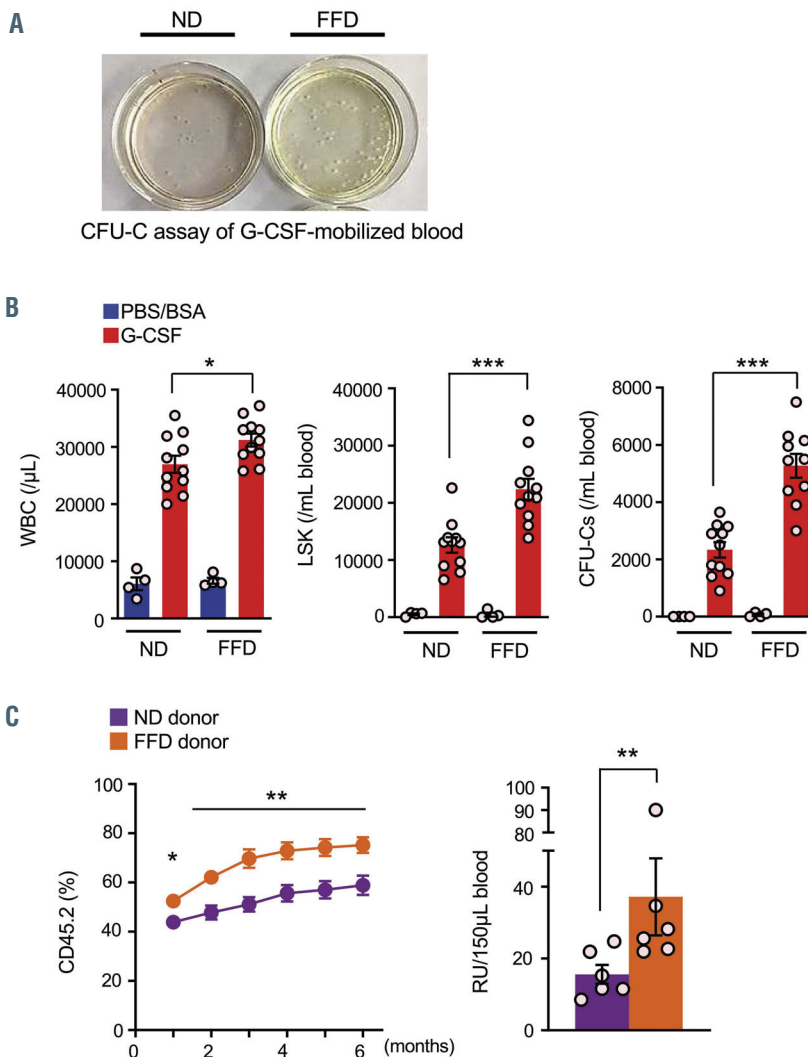 A
ND FFD
CFU-C assay of G-CSF-mobilized blood
B
PBS/BSA
G-CSF
*
WBC (/μL)
40000
30000
20000
10000
0
ND FFD
***
LSK (/mL blood)
40000
30000
20000
10000
0
ND FFD
***
CFU-Cs (/mL blood)
8000
6000
4000
2000
0
ND FFD
C
ND donor
FFD donor
CD45.2 (%)
100
80
60
40
20
0
* **
0 2 4 6 (months)
**
RU/150μL blood
100
90
80
40
20
0